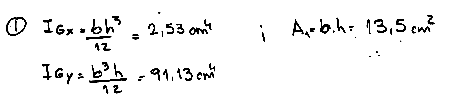 ① IGx = bh³/12 = 2,53 cm⁴ ; A₁ = b.h = 13,5 cm²
IGy = b³h/12 = 91,13 cm⁴